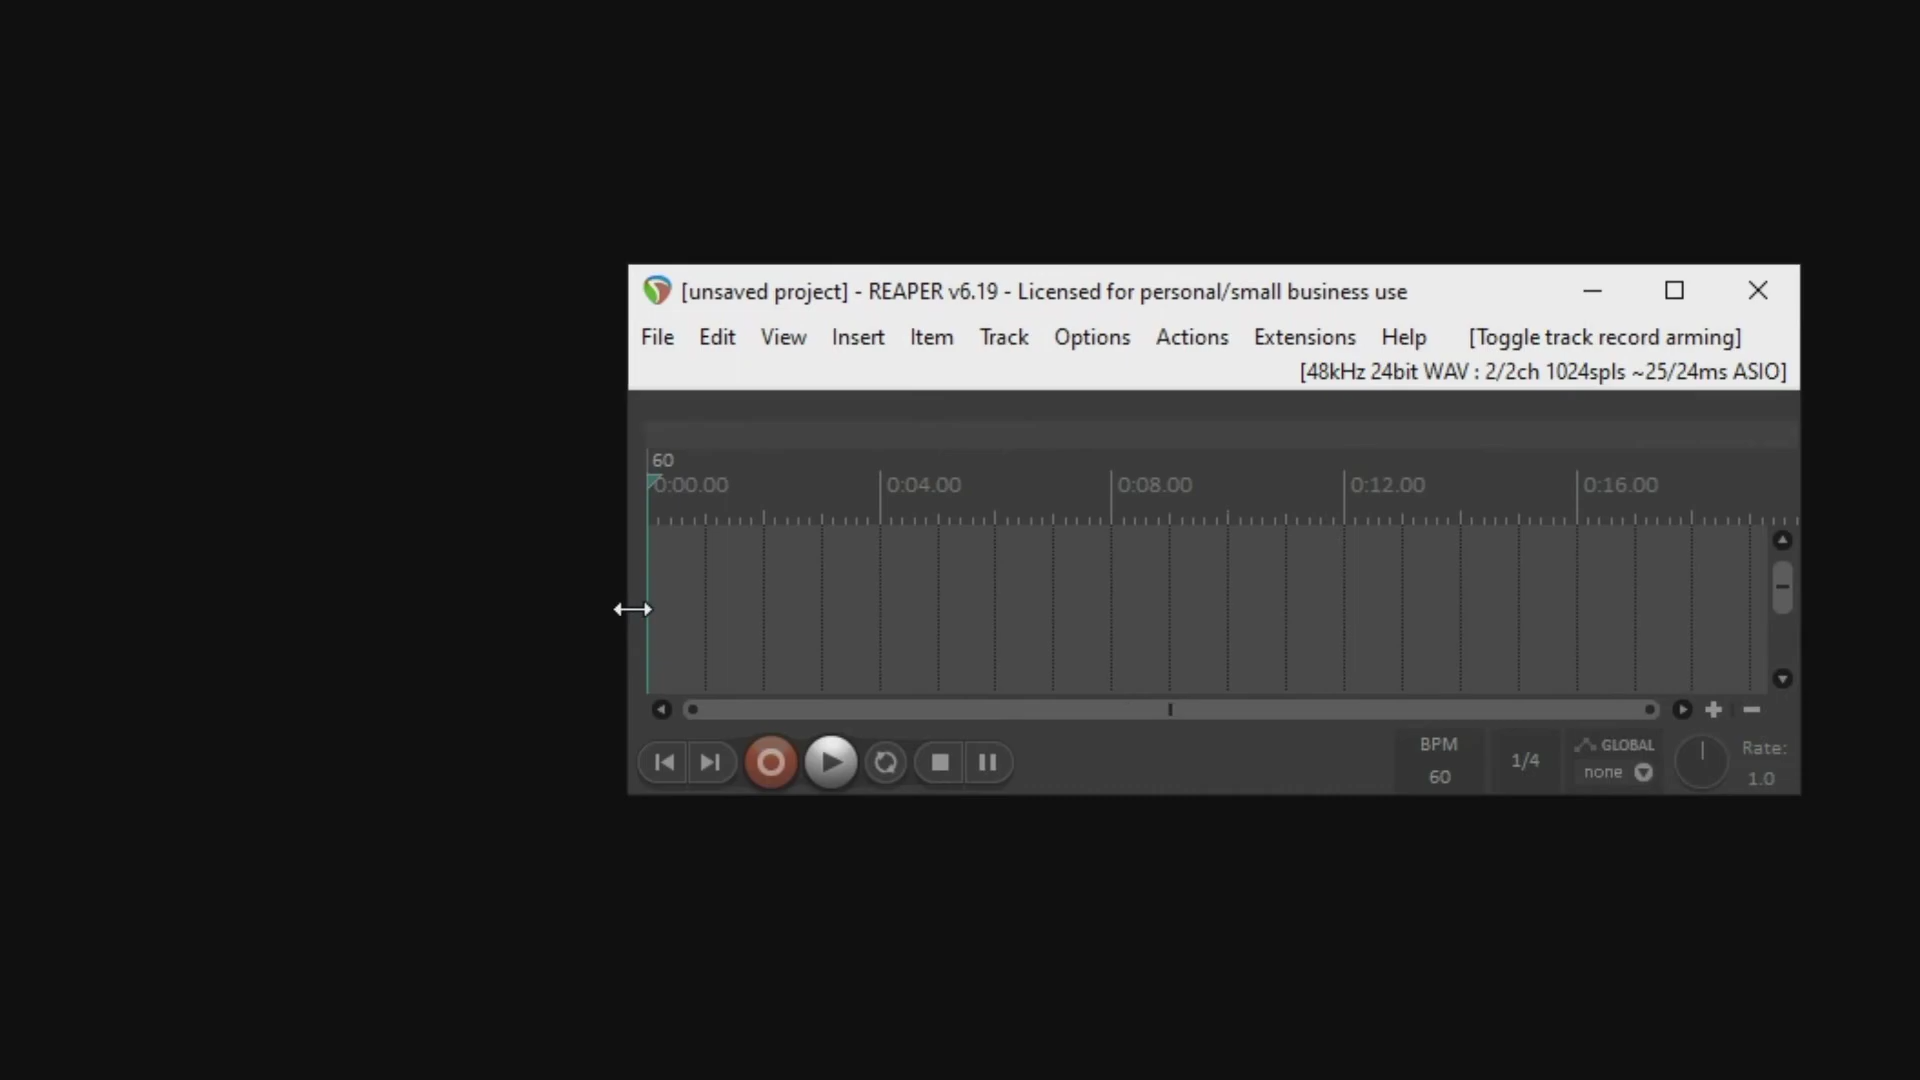 [unsaved project] - REAPER v6.19 - Licensed for personal/small business use
File Edit View Insert Item Track Options Actions Extensions Help [Toggle track record arming]
[48kHz 24bit WAV : 2/2ch 1024spls ~25/24ms ASIO]
60
0:00.00 0:04.00 0:08.00 0:12.00 0:16.00
BPM
60
1/4
GLOBAL
none
Rate:
1.0